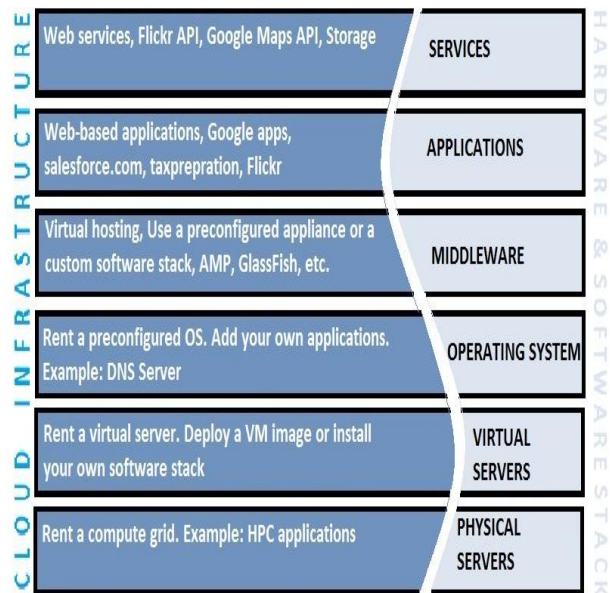 CLOUD INFRASTRUCTURE
HARDWARE & SOFTWARE STACK
Web services, Flickr API, Google Maps API, Storage
SERVICES
Web-based applications, Google apps,
salesforce.com, taxprepration, Flickr
APPLICATIONS
Virtual hosting, Use a preconfigured appliance or a
custom software stack, AMP, GlassFish, etc.
MIDDLEWARE
Rent a preconfigured OS. Add your own applications.
Example: DNS Server
OPERATING SYSTEM
Rent a virtual server. Deploy a VM image or install
your own software stack
VIRTUAL
SERVERS
Rent a compute grid. Example: HPC applications
PHYSICAL
SERVERS